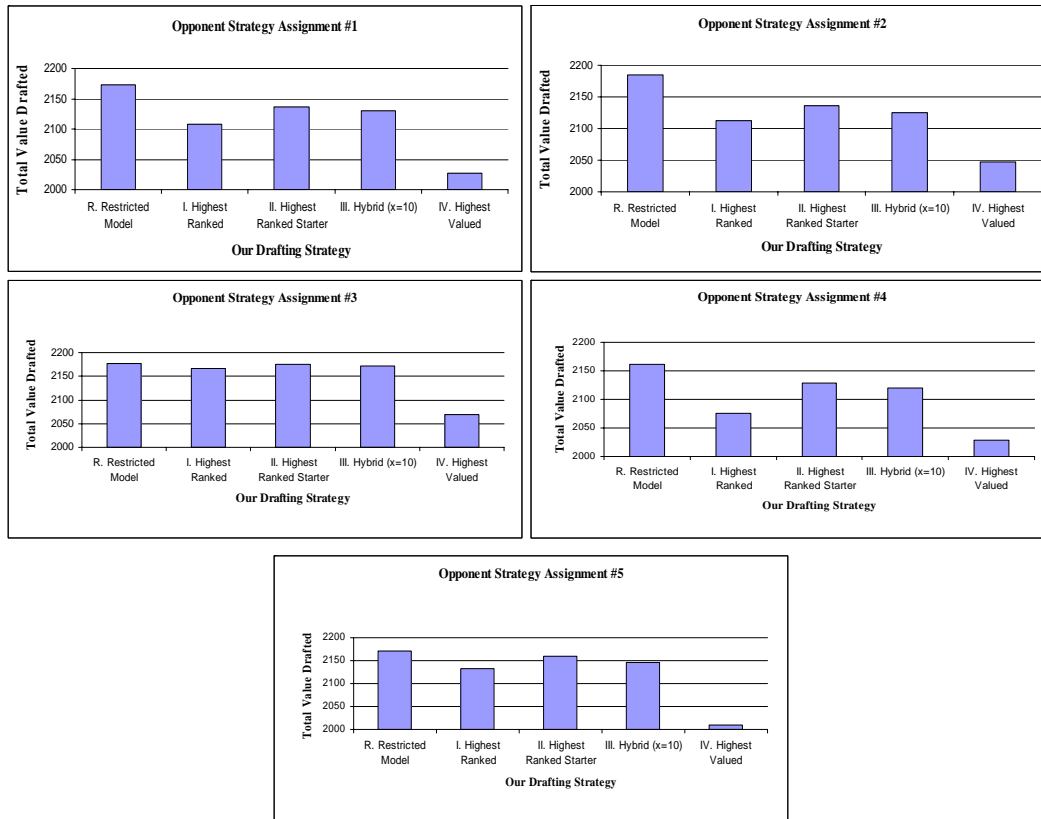 Opponent Strategy Assignment #1
Total Value Drafted
2200
2150
2100
2050
2000
R. Restricted Model
I. Highest Ranked
II. Highest Ranked Starter
III. Hybrid (x=10)
IV. Highest Valued
Our Drafting Strategy
Opponent Strategy Assignment #2
Total Value Drafted
2200
2150
2100
2050
2000
R. Restricted Model
I. Highest Ranked
II. Highest Ranked Starter
III. Hybrid (x=10)
IV. Highest Valued
Our Drafting Strategy
Opponent Strategy Assignment #3
Total Value Drafted
2200
2150
2100
2050
2000
R. Restricted Model
I. Highest Ranked
II. Highest Ranked Starter
III. Hybrid (x=10)
IV. Highest Valued
Our Drafting Strategy
Opponent Strategy Assignment #4
Total Value Drafted
2200
2150
2100
2050
2000
R. Restricted Model
I. Highest Ranked
II. Highest Ranked Starter
III. Hybrid (x=10)
IV. Highest Valued
Our Drafting Strategy
Opponent Strategy Assignment #5
Total Value Drafted
2200
2150
2100
2050
2000
R. Restricted Model
I. Highest Ranked
II. Highest Ranked Starter
III. Hybrid (x=10)
IV. Highest Valued
Our Drafting Strategy